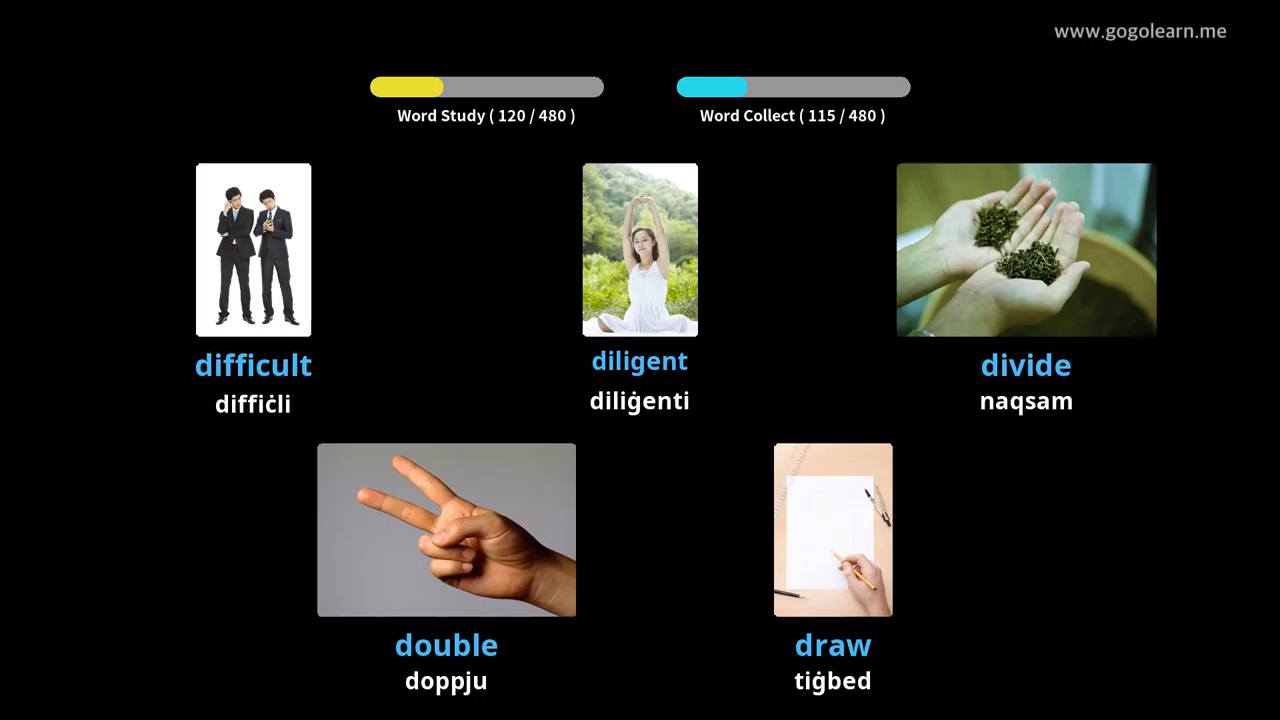 www.gogolearn.me
Word Study ( 120 / 480 )
Word Collect ( 115 / 480 )
difficult
diffiċli
diligent
diliġenti
divide
naqsam
double
doppju
draw
tiġbed